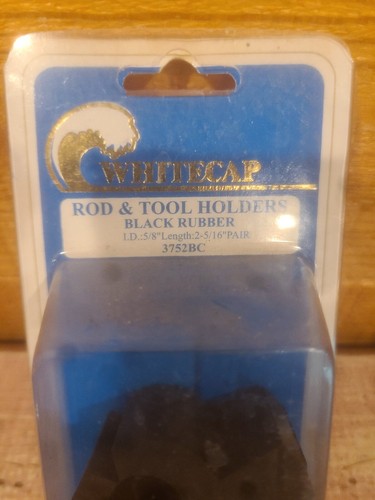 WHITECAP
ROD & TOOL HOLDERS
BLACK RUBBER
I.D.:5/8"Length:2-5/16"PAIR
3752BC